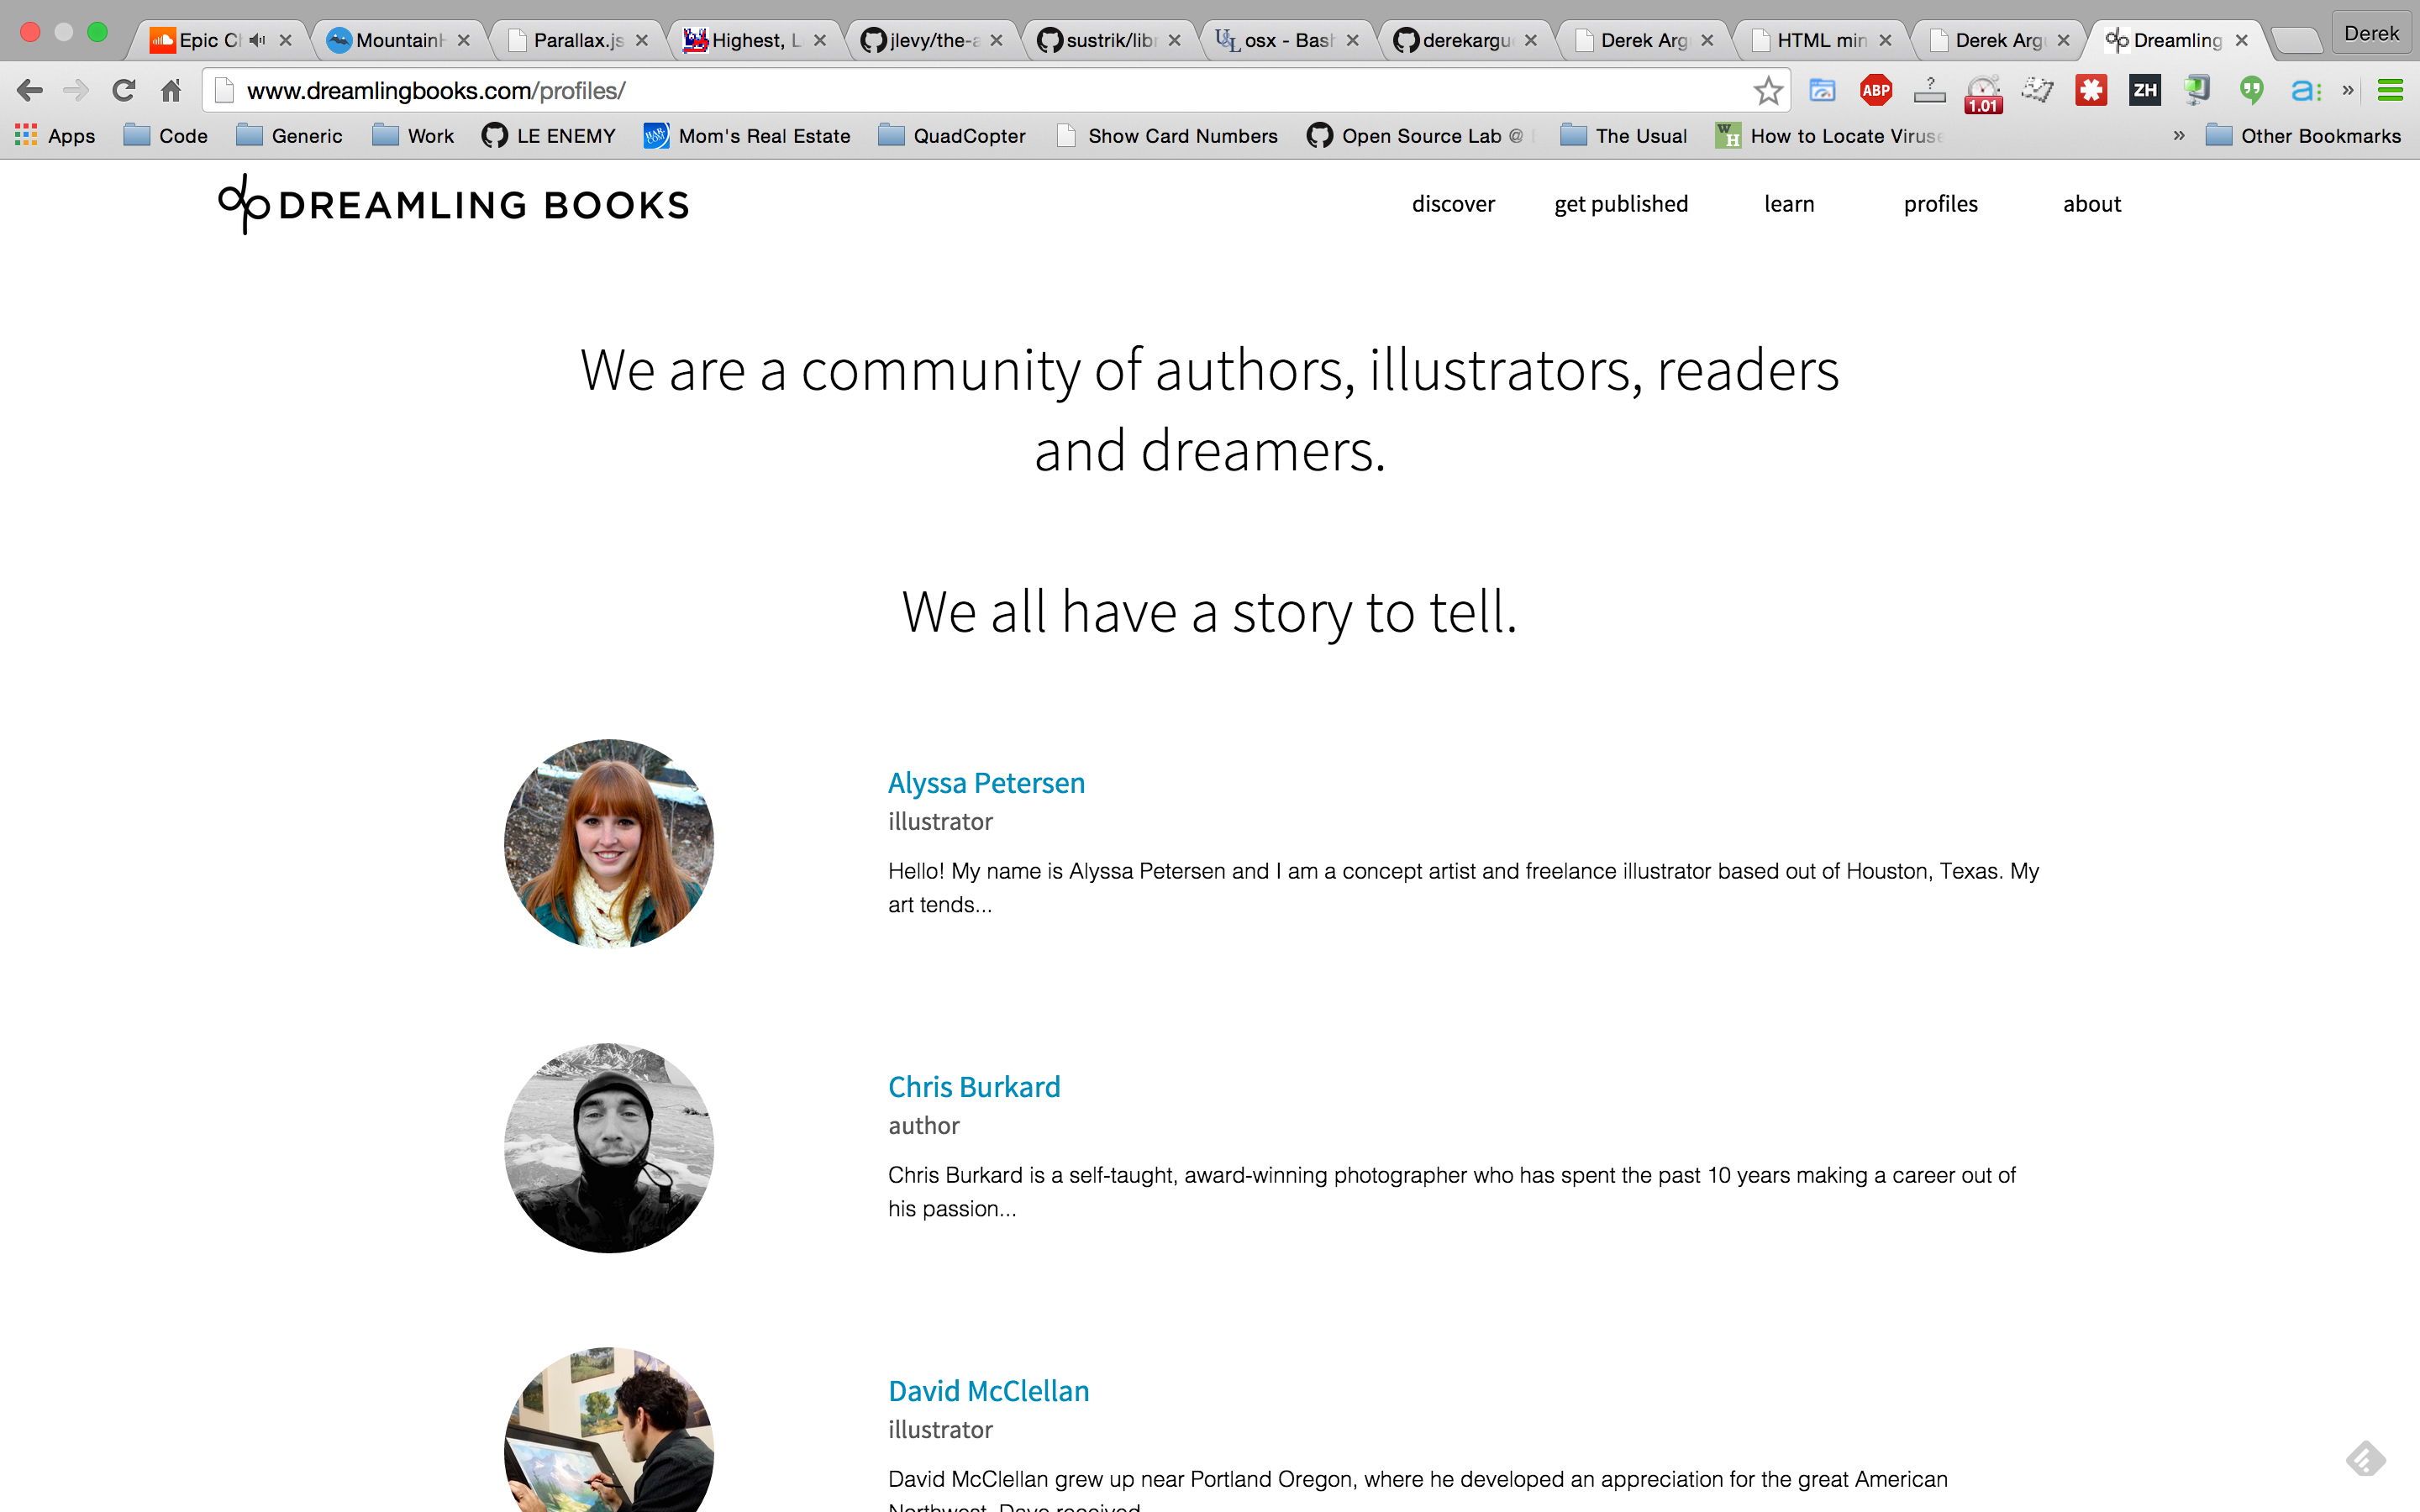 Epic C
Mountain
Parallax.js
Highest, L
jlevy/the-a
sustrik/lib
osx - Bash
derekargu
Derek Arg
HTML min
Derek Arg
Dreamling
Derek
www.dreamlingbooks.com/profiles/
ABP
?
1.01
ZH
a:
»
Apps
Code
Generic
Work
LE ENEMY
Mom's Real Estate
QuadCopter
Show Card Numbers
Open Source Lab @
The Usual
How to Locate Viruse
»
Other Bookmarks
dp DREAMLING BOOKS
discover
get published
learn
profiles
about
We are a community of authors, illustrators, readers
and dreamers.
We all have a story to tell.
Alyssa Petersen
illustrator
Hello! My name is Alyssa Petersen and I am a concept artist and freelance illustrator based out of Houston, Texas. My
art tends...
Chris Burkard
author
Chris Burkard is a self-taught, award-winning photographer who has spent the past 10 years making a career out of
his passion...
David McClellan
illustrator
David McClellan grew up near Portland Oregon, where he developed an appreciation for the great American
Northwest. Dave received